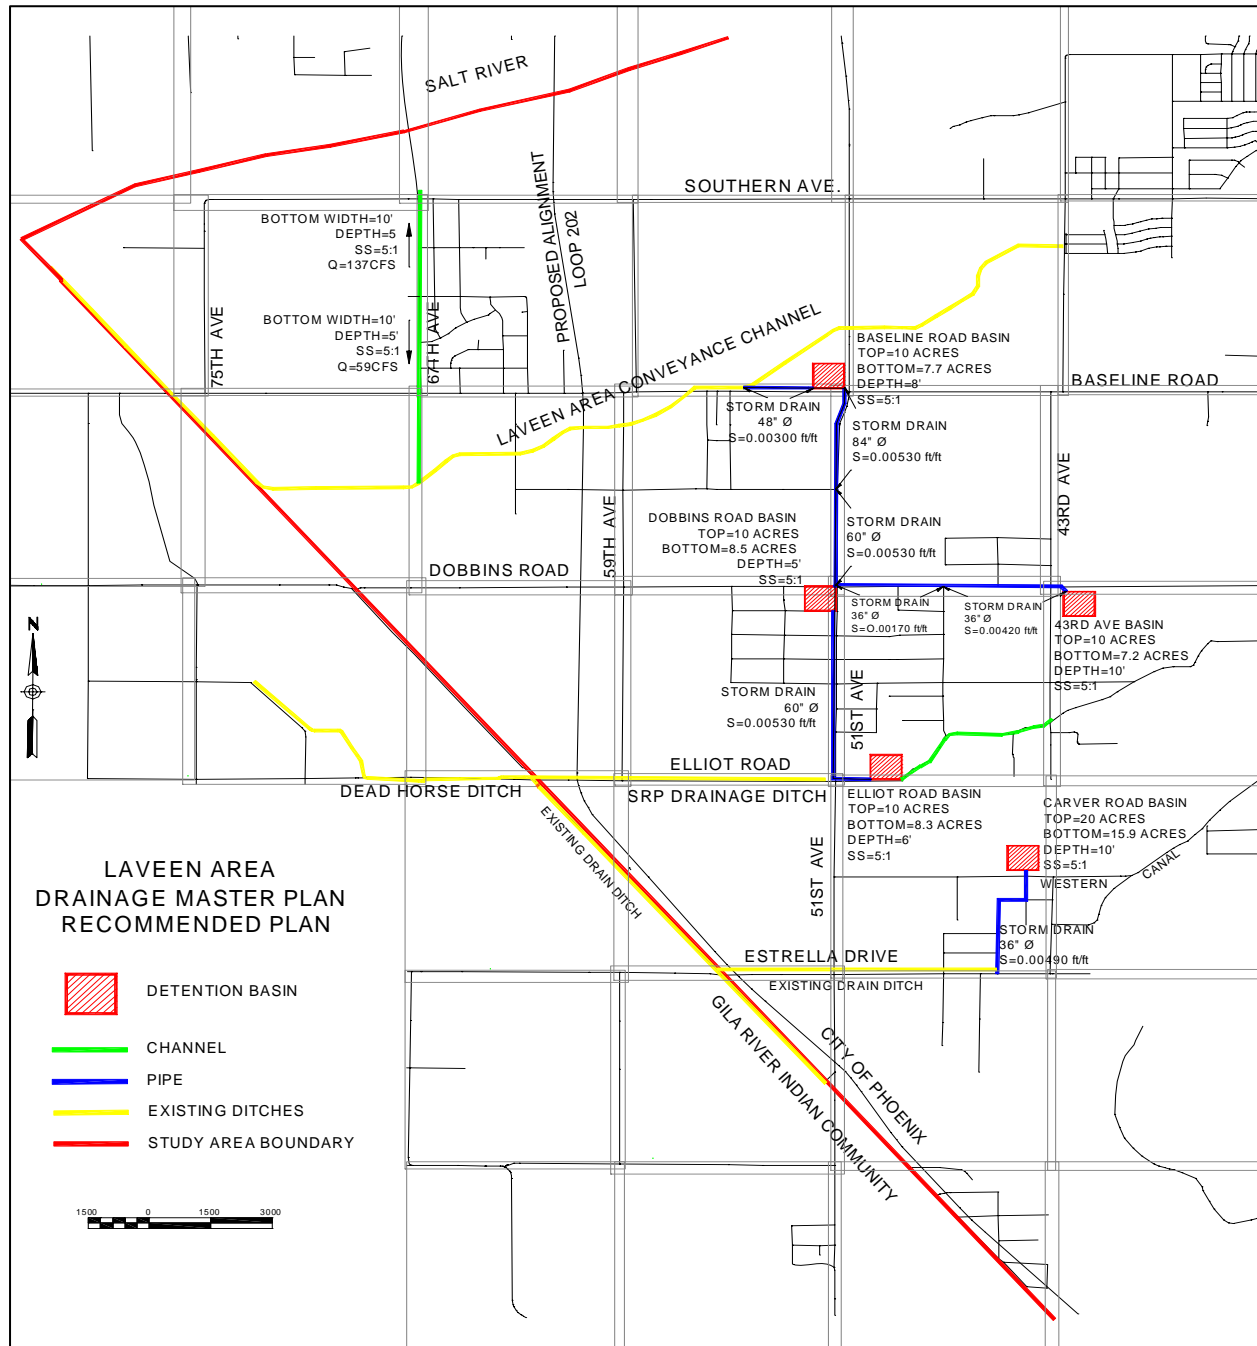 SALT RIVER
PROPOSED ALIGNMENT
LOOP 202
SOUTHERN AVE.
BOTTOM WIDTH=10'
DEPTH=5
SS=5:1
Q=137CFS
BOTTOM WIDTH=10'
DEPTH=5'
SS=5:1
Q=59CFS
75TH AVE
67TH AVE
LAVEEN AREA CONVEYANCE CHANNEL
BASELINE ROAD BASIN
TOP=10 ACRES
BOTTOM=7.7 ACRES
DEPTH=8'
SS=5:1
BASELINE ROAD
STORM DRAIN
48" Ø
S=0.00300 ft/ft
STORM DRAIN
84" Ø
S=0.00530 ft/ft
59TH AVE
43RD AVE
DOBBINS ROAD BASIN
TOP=10 ACRES
BOTTOM=8.5 ACRES
DEPTH=5'
SS=5:1
STORM DRAIN
60" Ø
S=0.00530 ft/ft
DOBBINS ROAD
STORM DRAIN
36" Ø
S=O.00170 ft/ft
STORM DRAIN
36" Ø
S=0.00420 ft/ft
43RD AVE BASIN
TOP=10 ACRES
BOTTOM=7.2 ACRES
DEPTH=10'
SS=5:1
N
STORM DRAIN
60" Ø
S=0.00530 ft/ft
51ST AVE
ELLIOT ROAD
DEAD HORSE DITCH
SRP DRAINAGE DITCH
EXISTING DRAIN DITCH
ELLIOT ROAD BASIN
TOP=10 ACRES
BOTTOM=8.3 ACRES
DEPTH=6'
SS=5:1
CARVER ROAD BASIN
TOP=20 ACRES
BOTTOM=15.9 ACRES
DEPTH=10'
SS=5:1
51ST AVE
WESTERN
CANAL
LAVEEN AREA
DRAINAGE MASTER PLAN
RECOMMENDED PLAN
STORM DRAIN
36" Ø
S=0.00490 ft/ft
ESTRELLA DRIVE
EXISTING DRAIN DITCH
GILA RIVER INDIAN COMMUNITY
CITY OF PHOENIX
DETENTION BASIN
CHANNEL
PIPE
EXISTING DITCHES
STUDY AREA BOUNDARY
1500 0 1500 3000